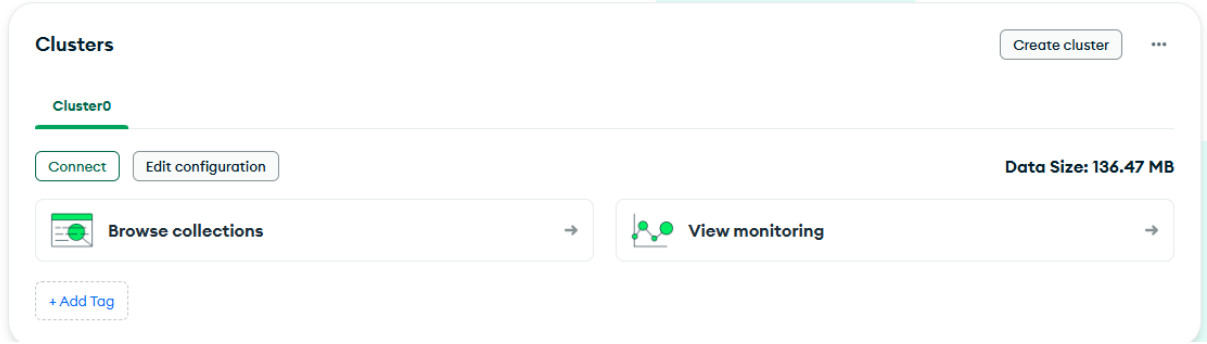 Clusters
Create cluster
Cluster0
Connect
Edit configuration
Data Size: 136.47 MB
Browse collections
View monitoring
+ Add Tag